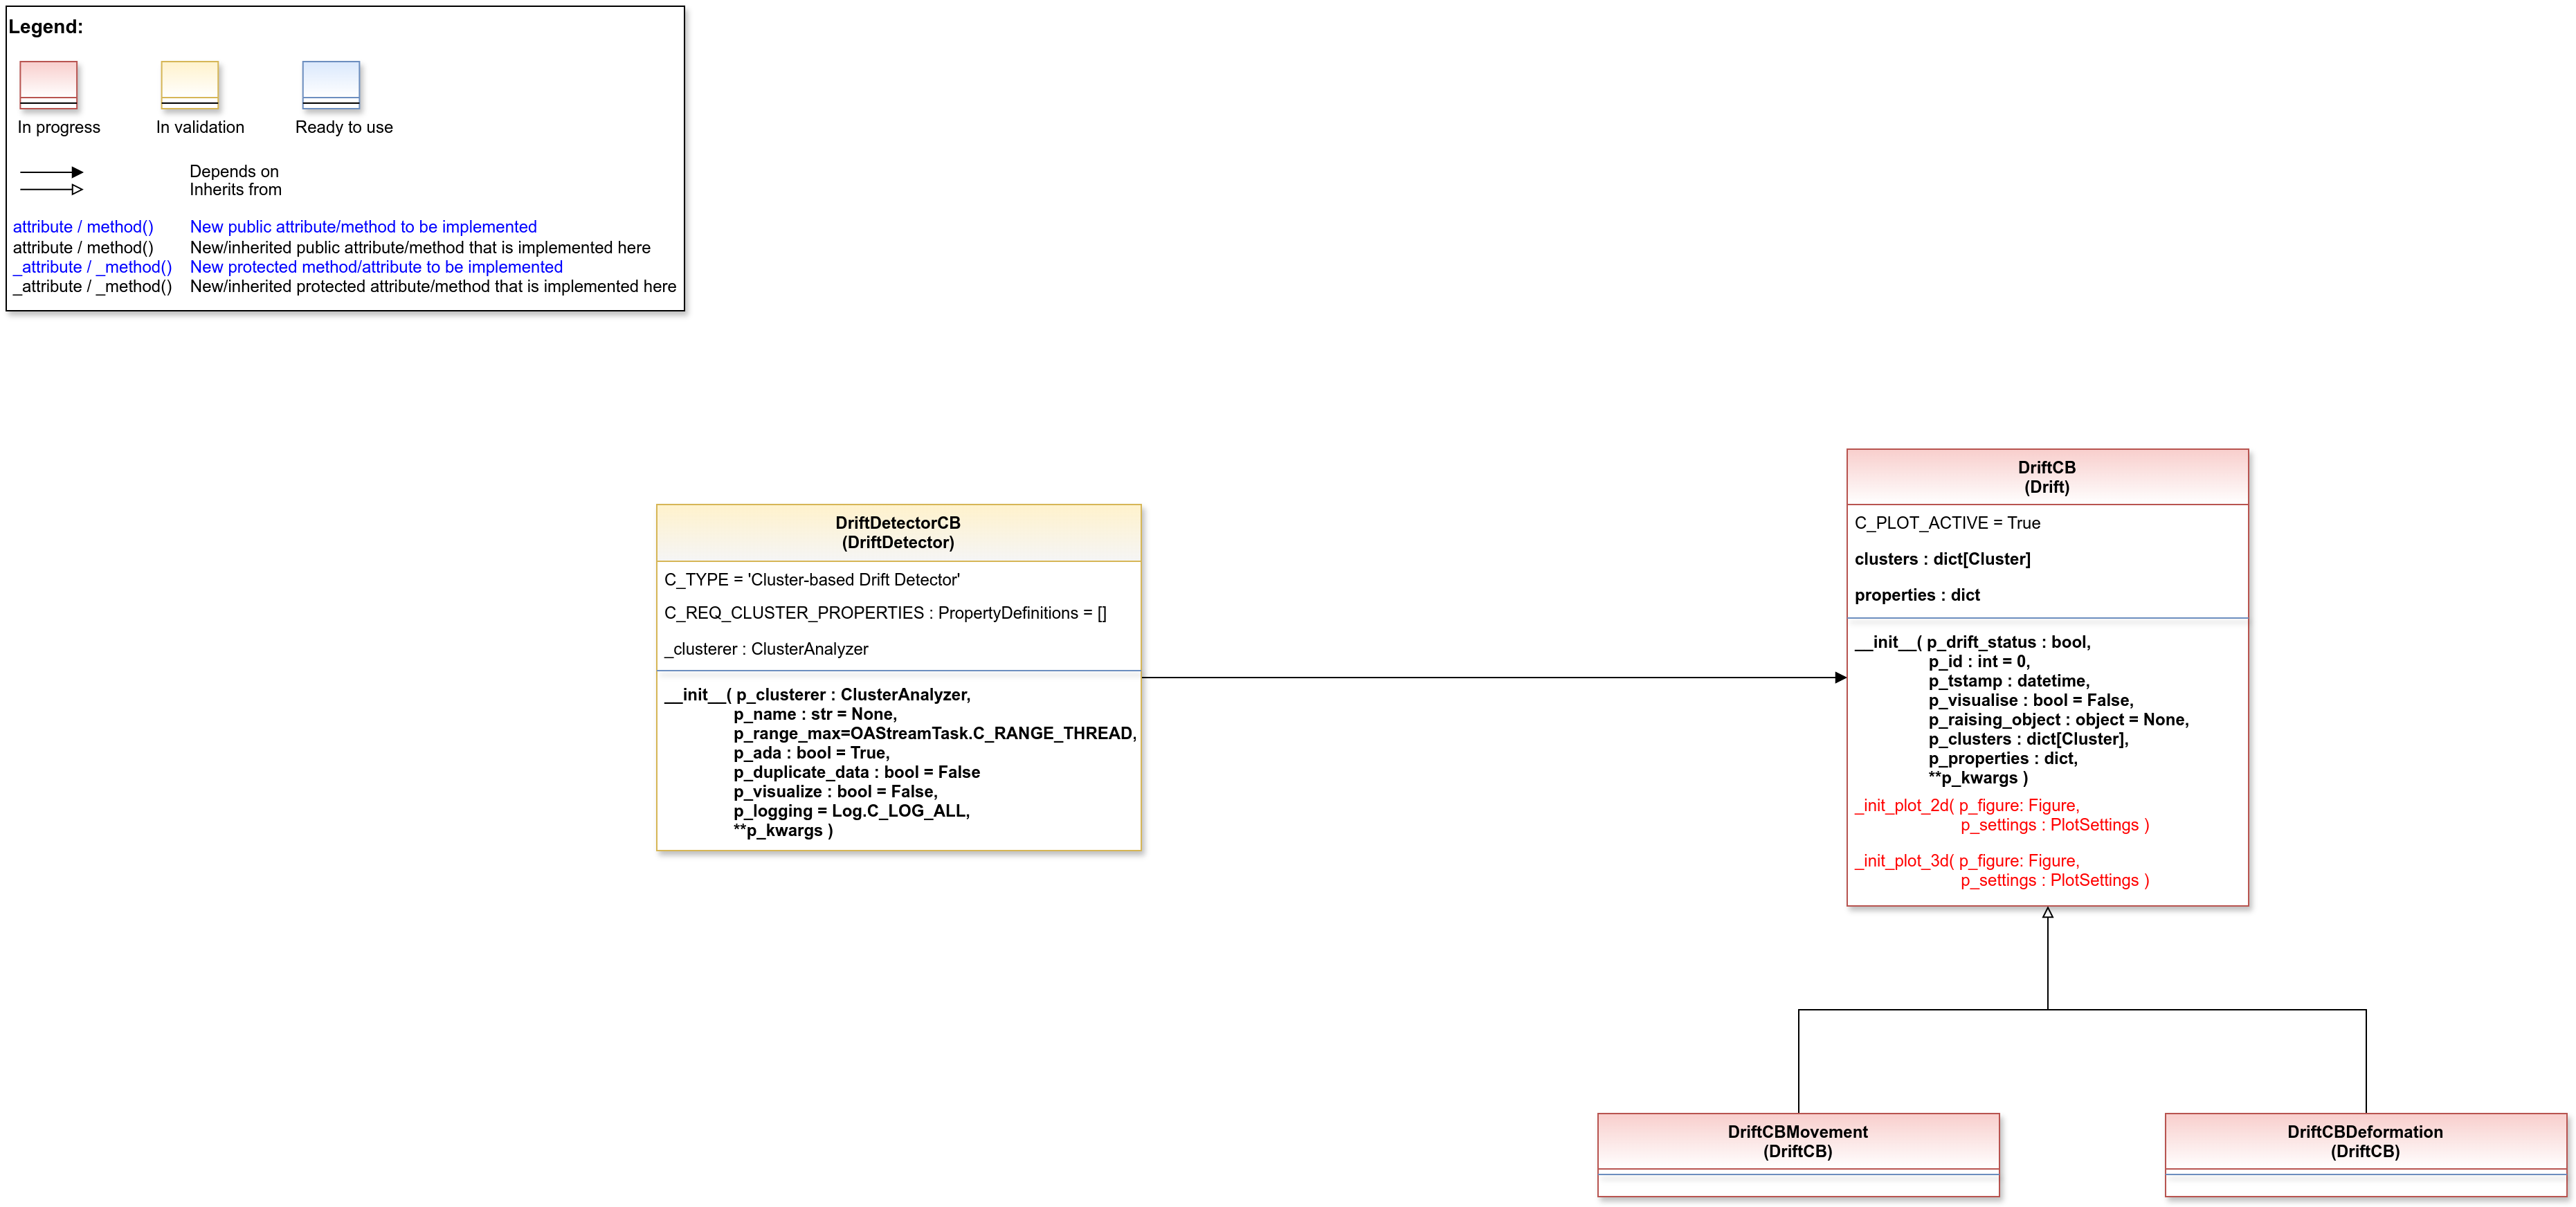 Legend:
In progress
In validation
Ready to use
Depends on
Inherits from
attribute / method() New public attribute/method to be implemented
attribute / method() New/inherited public attribute/method that is implemented here
_attribute / _method() New protected method/attribute to be implemented
_attribute / _method() New/inherited protected attribute/method that is implemented here
DriftDetectorCB
(DriftDetector)
C_TYPE = 'Cluster-based Drift Detector'
C_REQ_CLUSTER_PROPERTIES : PropertyDefinitions = []
_clusterer : ClusterAnalyzer
__init__( p_clusterer : ClusterAnalyzer,
p_name : str = None,
p_range_max=OAStreamTask.C_RANGE_THREAD,
p_ada : bool = True,
p_duplicate_data : bool = False
p_visualize : bool = False,
p_logging = Log.C_LOG_ALL,
**p_kwargs )
DriftCB
(Drift)
C_PLOT_ACTIVE = True
clusters : dict[Cluster]
properties : dict
__init__( p_drift_status : bool,
p_id : int = 0,
p_tstamp : datetime,
p_visualise : bool = False,
p_raising_object : object = None,
p_clusters : dict[Cluster],
p_properties : dict,
**p_kwargs )
_init_plot_2d( p_figure: Figure,
p_settings : PlotSettings )
_init_plot_3d( p_figure: Figure,
p_settings : PlotSettings )
DriftCBMovement
(DriftCB)
DriftCBDeformation
(DriftCB)